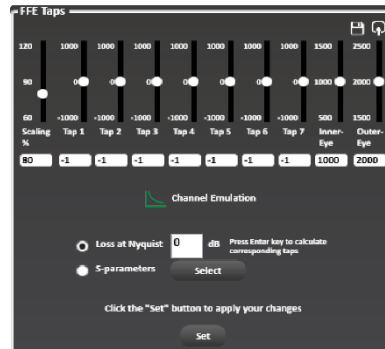 FFE Taps
120 1000 1000 1000 1000 1000 1000 1000 1500 2500
90 0 0 0 0 0 0 0 1000 2000
60 -1000 -1000 -1000 -1000 -1000 -1000 -1000 500 1500
Scaling % Tap 1 Tap 2 Tap 3 Tap 4 Tap 5 Tap 6 Tap 7 Inner-Eye Outer-Eye
80 -1 -1 -1 -1 -1 -1 -1 1000 2000
Channel Emulation
Loss at Nyquist 0 dB Press Enter key to calculate corresponding taps
S-parameters Select
Click the "Set" button to apply your changes
Set